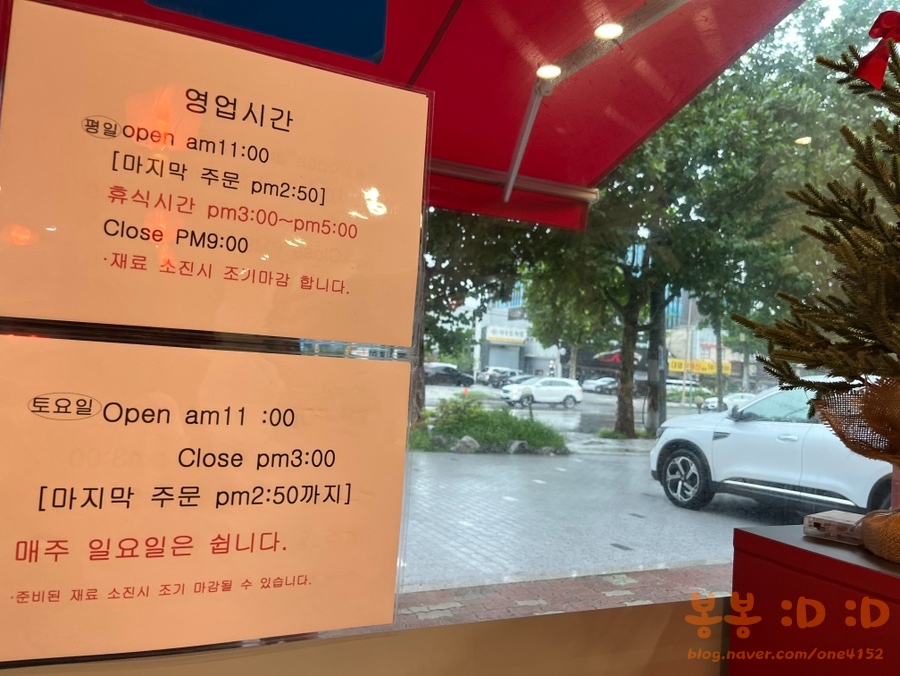 영업시간
평일 open am11:00
[마지막 주문 pm2:50]
휴식시간 pm3:00~pm5:00
Close PM9:00
·재료 소진시 조기마감 합니다.
토요일 Open am11 :00
Close pm3:00
[마지막 주문 pm2:50까지]
매주 일요일은 쉽니다.
·준비된 재료 소진시 조기 마감될 수 있습니다.
봉봉 :D :D
blog.naver.com/one4152